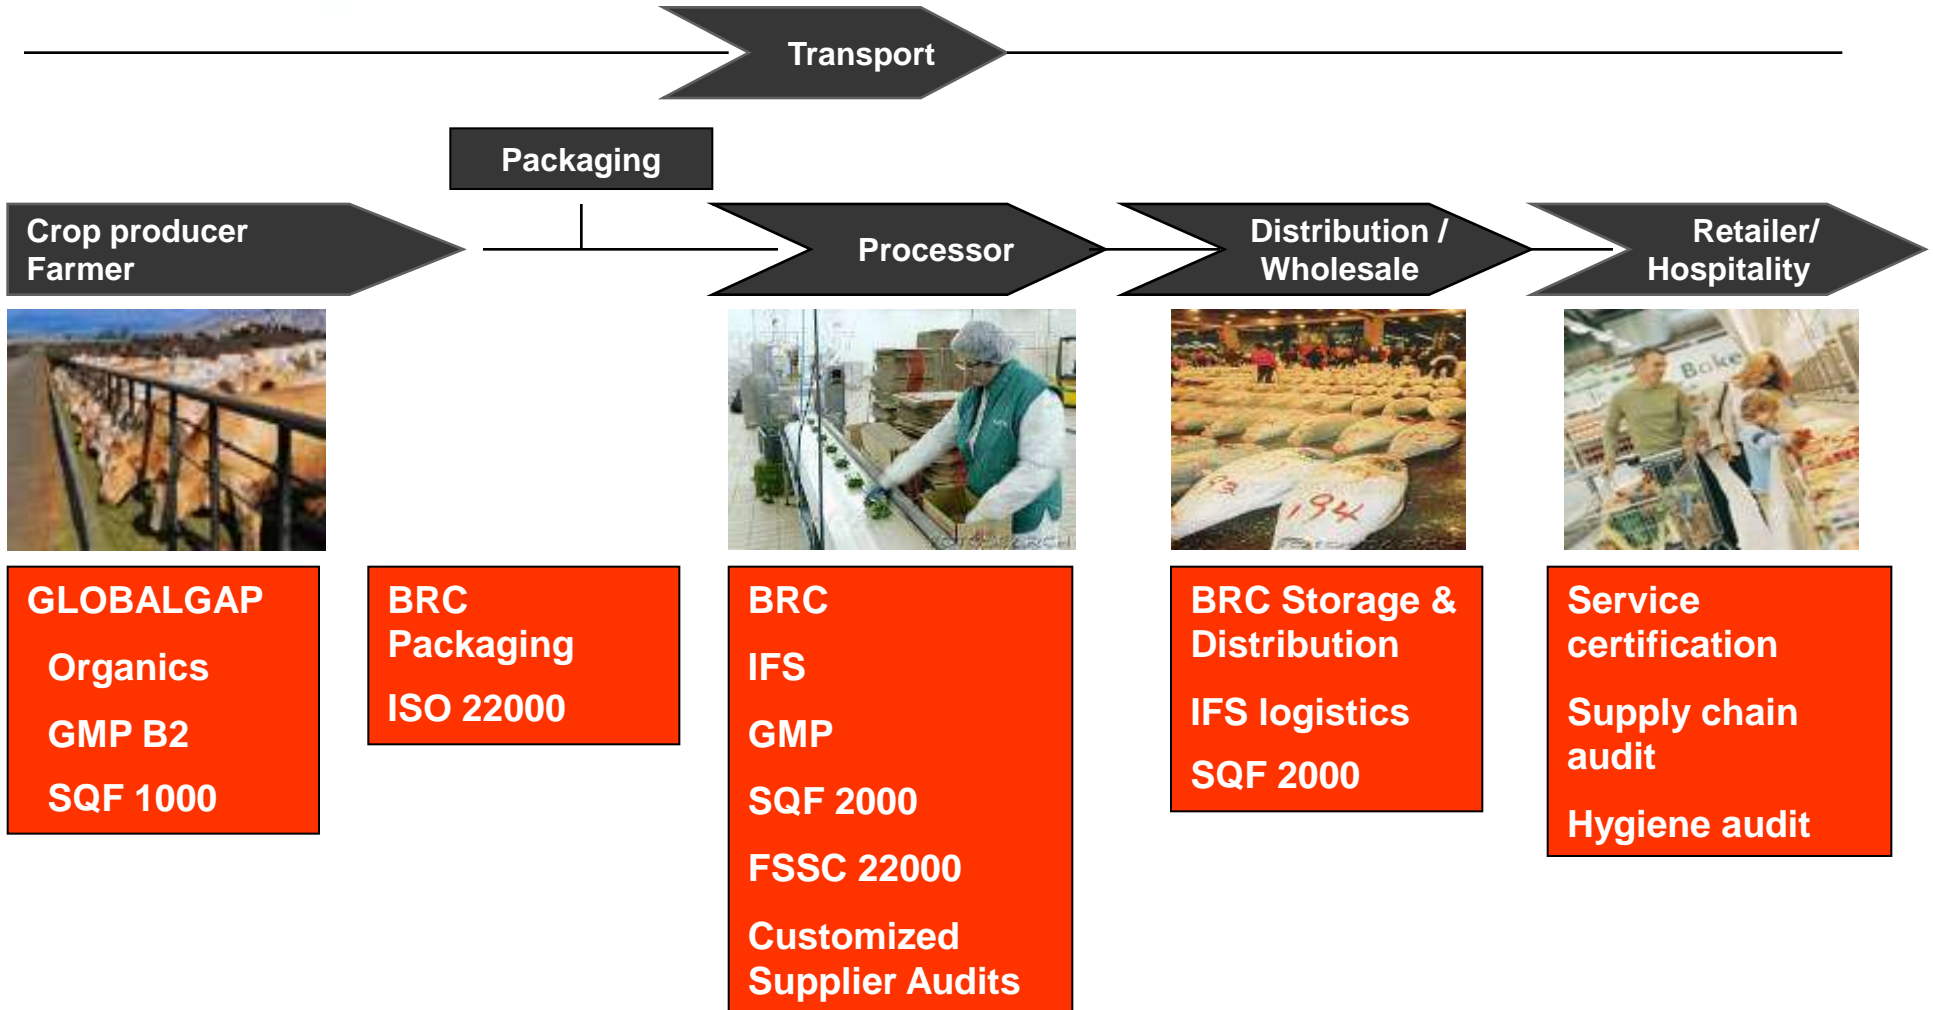 Transport
Packaging
Crop producer
Farmer
Processor
Distribution /
Wholesale
Retailer/
Hospitality
Bake
194
GLOBALGAP
Organics
GMP B2
SQF 1000
BRC
Packaging
ISO 22000
BRC
IFS
GMP
SQF 2000
FSSC 22000
Customized
Supplier Audits
BRC Storage &
Distribution
IFS logistics
SQF 2000
Service
certification
Supply chain
audit
Hygiene audit